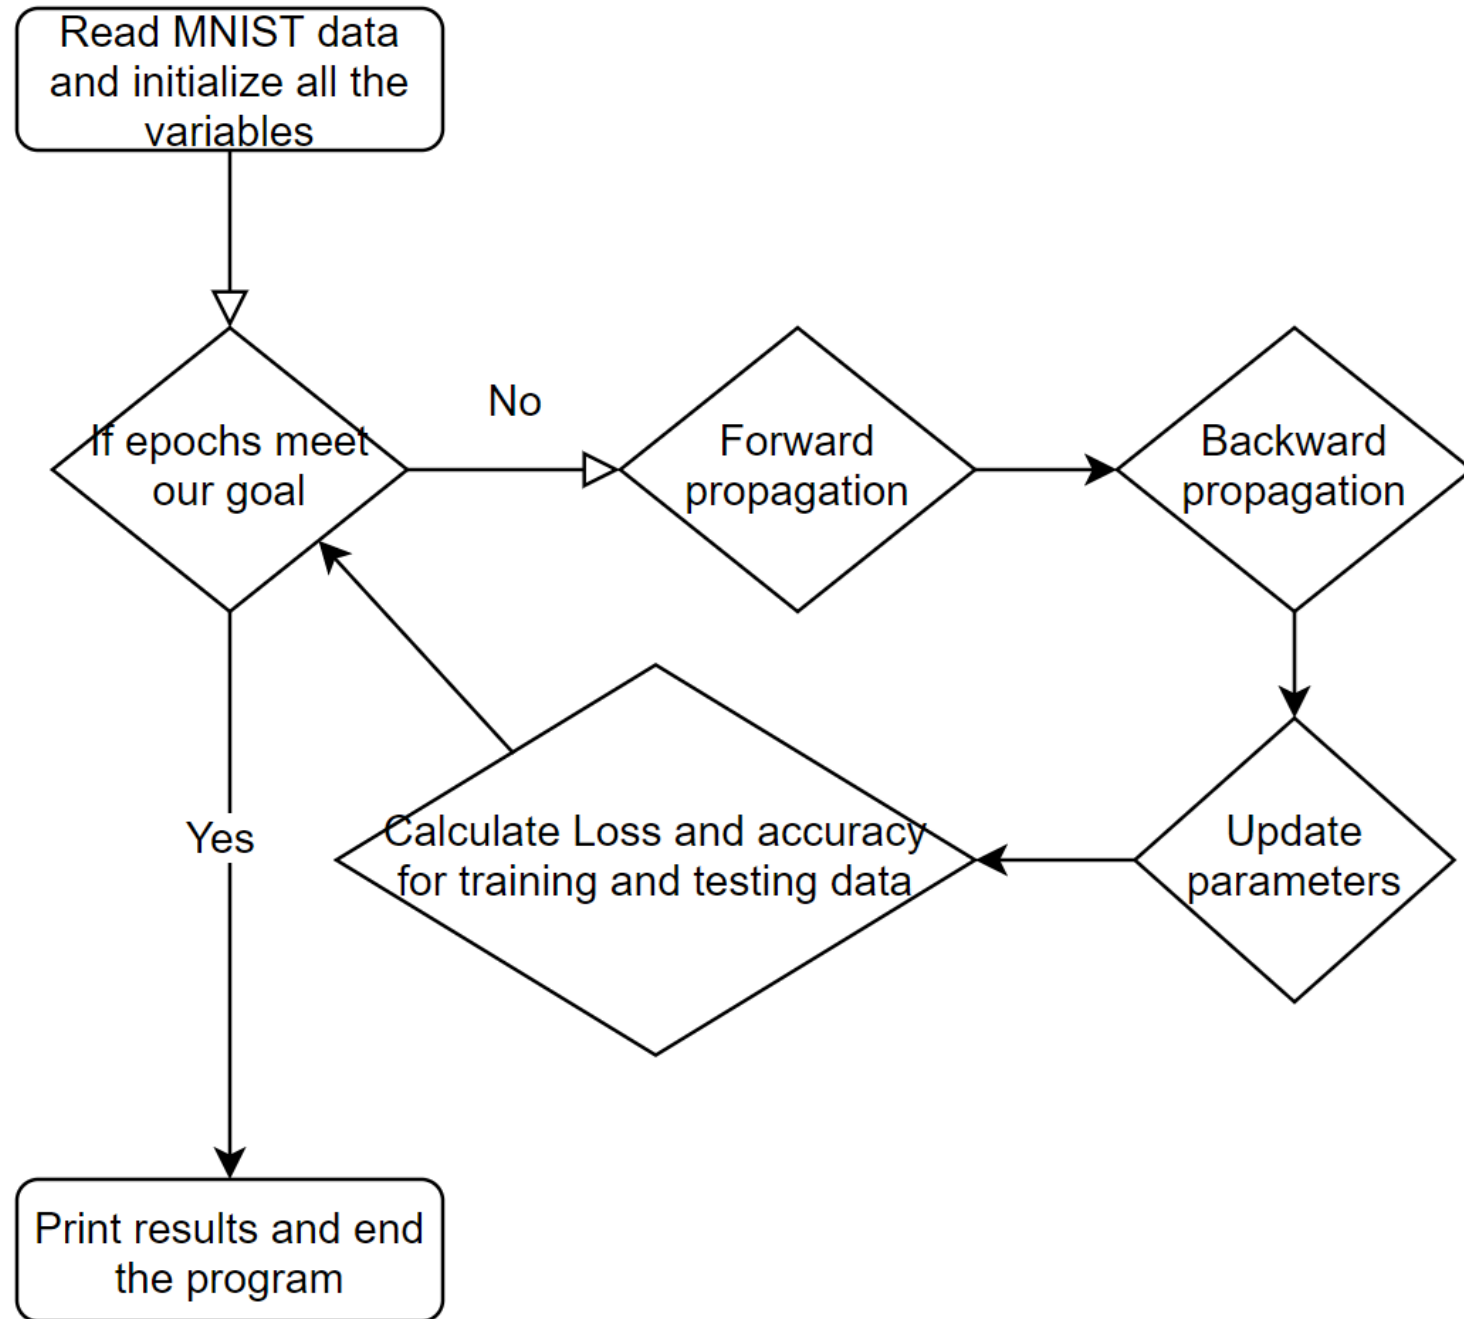 Read MNIST data
and initialize all the
variables
If epochs meet
our goal
No
Forward
propagation
Backward
propagation
Update
parameters
Calculate Loss and accuracy
for training and testing data
Yes
Print results and end
the program